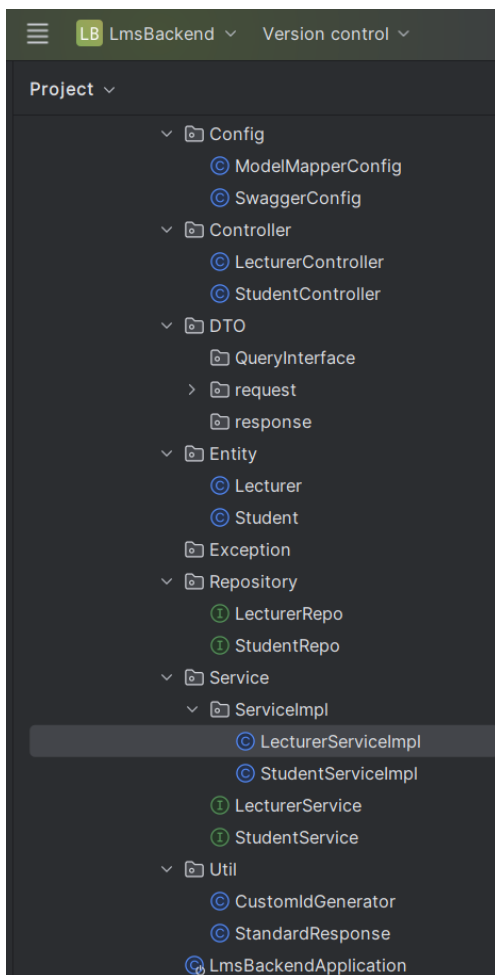 LB LmsBackend Version control
Project
Config
C ModelMapperConfig
C SwaggerConfig
Controller
C LecturerController
C StudentController
DTO
QueryInterface
request
response
Entity
C Lecturer
C Student
Exception
Repository
I LecturerRepo
I StudentRepo
Service
ServiceImpl
C LecturerServiceImpl
C StudentServiceImpl
I LecturerService
I StudentService
Util
C CustomIdGenerator
C StandardResponse
C LmsBackendApplication